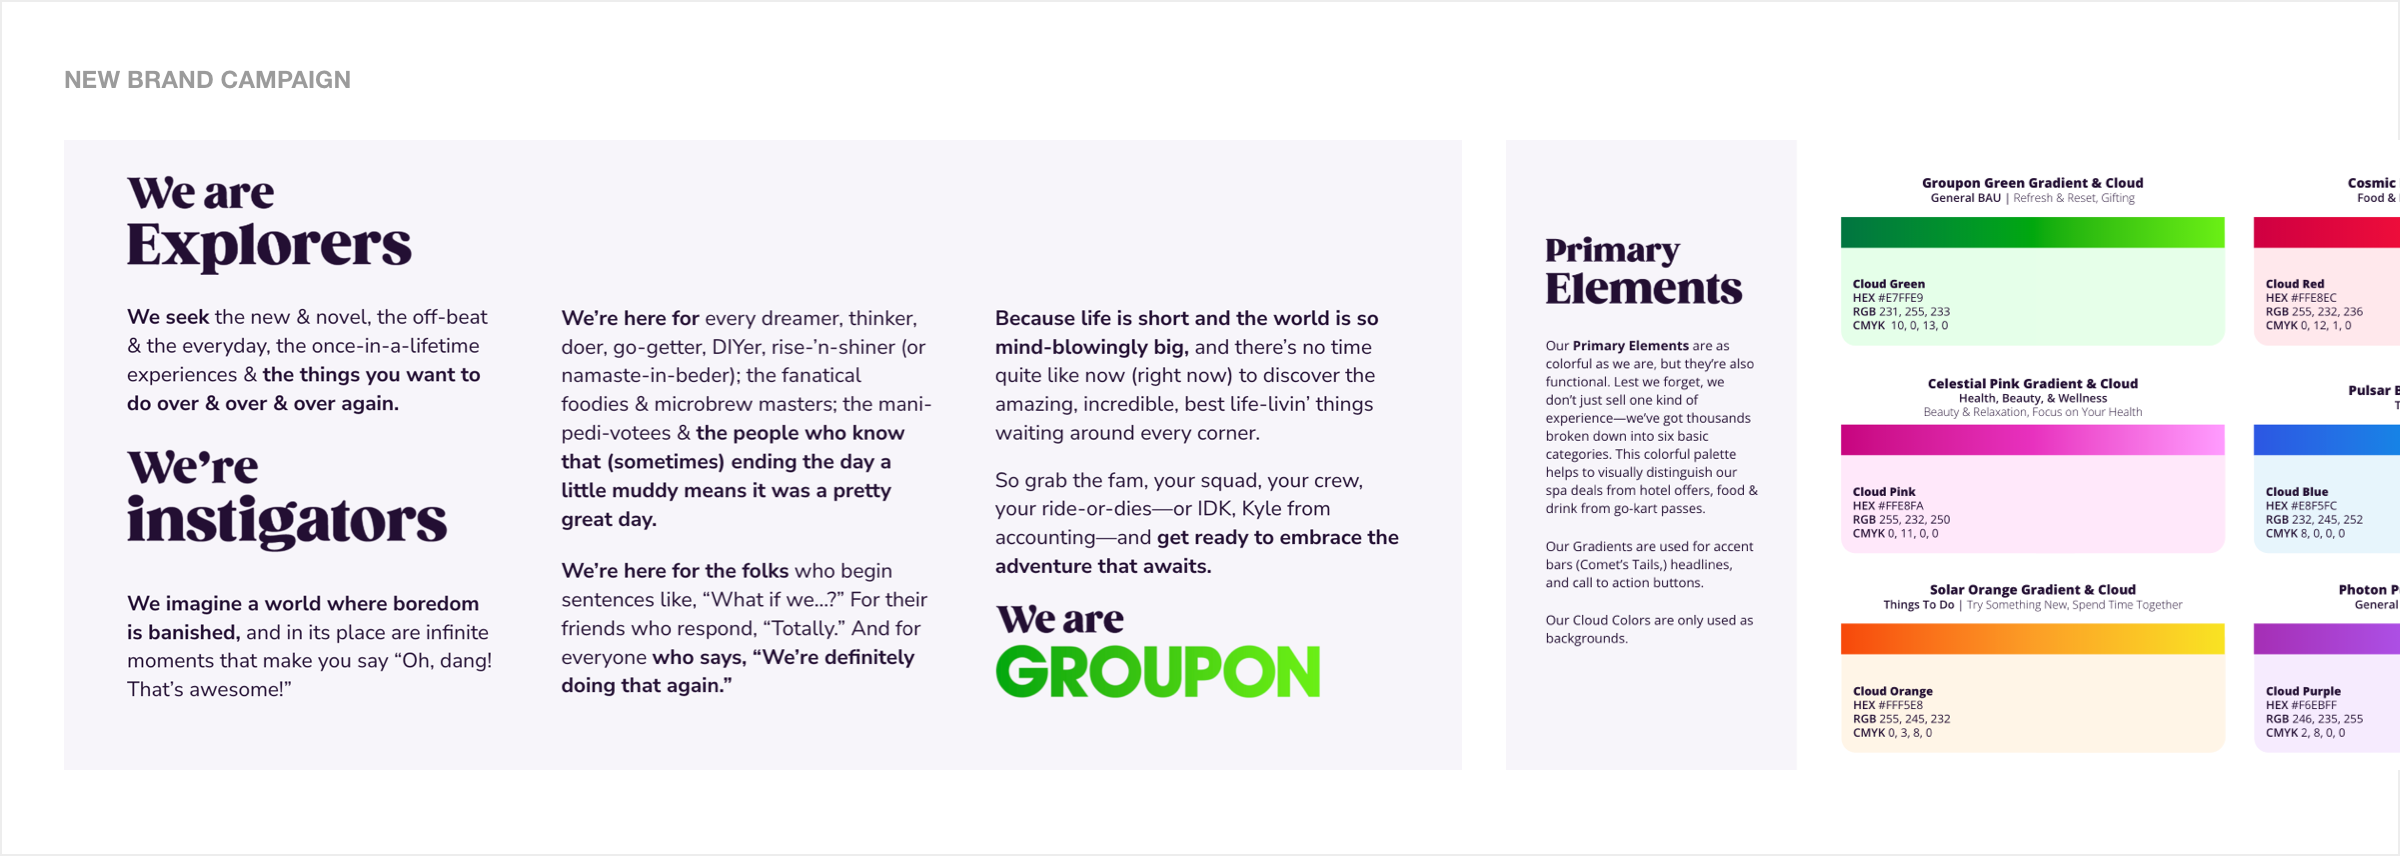 NEW BRAND CAMPAIGN
We are
Explorers
We seek the new & novel, the off-beat
& the everyday, the once-in-a-lifetime
experiences & the things you want to
do over & over & over again.
We’re
instigators
We imagine a world where boredom
is banished, and in its place are infinite
moments that make you say “Oh, dang!
That’s awesome!”
We’re here for every dreamer, thinker,
doer, go-getter, DIYer, rise-’n-shiner (or
namaste-in-beder); the fanatical
foodies & microbrew masters; the mani-
pedi-votees & the people who know
that (sometimes) ending the day a
little muddy means it was a pretty
great day.
We’re here for the folks who begin
sentences like, “What if we...?” For their
friends who respond, “Totally.” And for
everyone who says, “We’re definitely
doing that again.”
Because life is short and the world is so
mind-blowingly big, and there’s no time
quite like now (right now) to discover the
amazing, incredible, best life-livin’ things
waiting around every corner.
So grab the fam, your squad, your crew,
your ride-or-dies—or IDK, Kyle from
accounting—and get ready to embrace the
adventure that awaits.
We are
GROUPON
Primary
Elements
Our Primary Elements are as
colorful as we are, but they’re also
functional. Lest we forget, we
don’t just sell one kind of
experience—we’ve got thousands
broken down into six basic
categories. This colorful palette
helps to visually distinguish our
spa deals from hotel offers, food &
drink from go-kart passes.
Our Gradients are used for accent
bars (Comet’s Tails,) headlines,
and call to action buttons.
Our Cloud Colors are only used as
backgrounds.
Groupon Green Gradient & Cloud
General BAU | Refresh & Reset, Gifting
Cloud Green
HEX #E7FFE9
RGB 231, 255, 233
CMYK 10, 0, 13, 0
Celestial Pink Gradient & Cloud
Health, Beauty, & Wellness
Beauty & Relaxation, Focus on Your Health
Cloud Pink
HEX #FFE8FA
RGB 255, 232, 250
CMYK 0, 11, 0, 0
Solar Orange Gradient & Cloud
Things To Do | Try Something New, Spend Time Together
Cloud Orange
HEX #FFF5E8
RGB 255, 245, 232
CMYK 0, 3, 8, 0
Cosmic
Food &
Cloud Red
HEX #FFE8EC
RGB 255, 232, 236
CMYK 0, 12, 1, 0
Pulsar
Cloud Blue
HEX #E8F5FC
RGB 232, 245, 252
CMYK 8, 0, 0, 0
Photon
General
Cloud Purple
HEX #F6EBFF
RGB 246, 235, 255
CMYK 2, 8, 0, 0